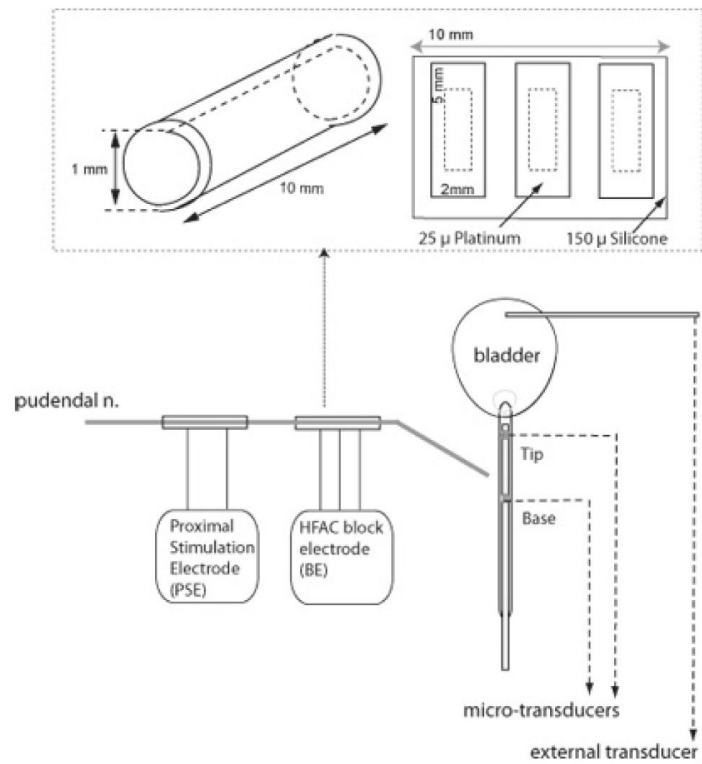 10 mm
1 mm
10 mm
5 mm
2mm
25 µ Platinum
150 µ Silicone
bladder
pudendal n.
Tip
Base
Proximal
Stimulation
Electrode
(PSE)
HFAC block
electrode
(BE)
micro-transducers
external transducer